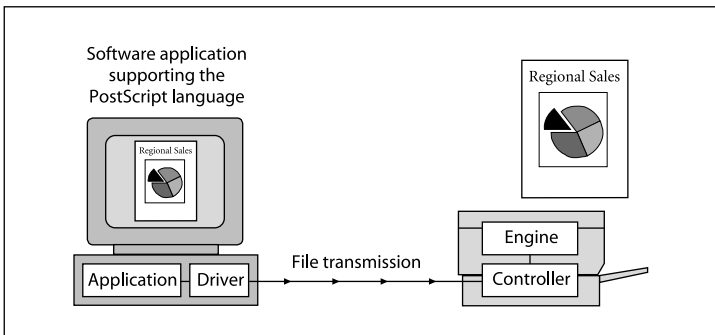 Software application
supporting the
PostScript language
Regional Sales
Regional Sales
Application
Driver
File transmission
Engine
Controller